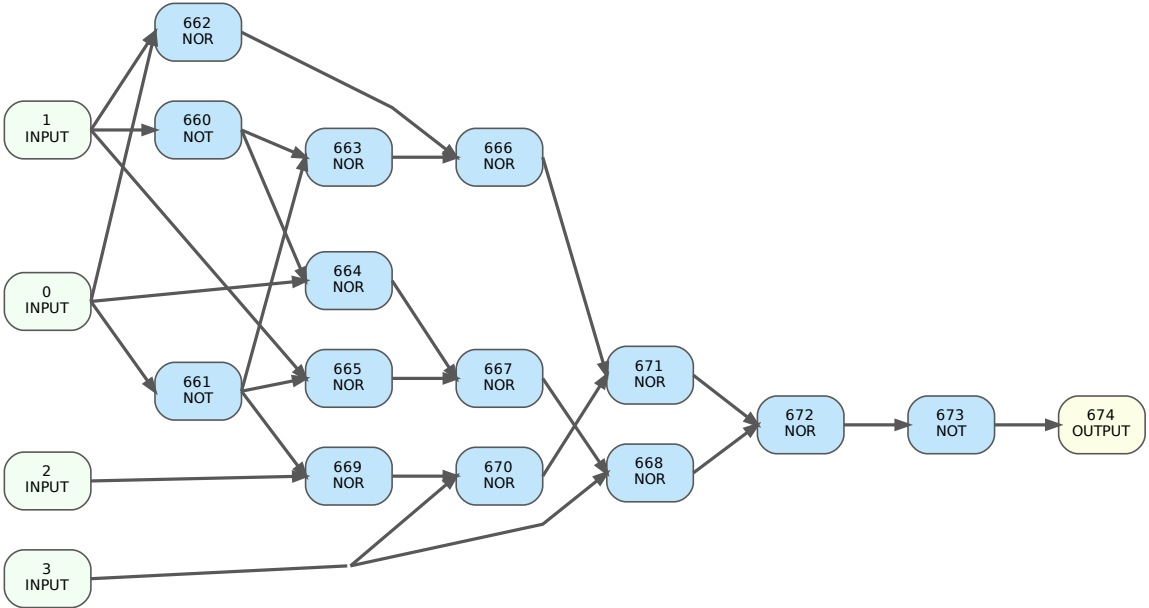 662
NOR
1
INPUT
660
NOT
663
NOR
666
NOR
0
INPUT
664
NOR
661
NOT
665
NOR
667
NOR
671
NOR
672
NOR
673
NOT
674
OUTPUT
2
INPUT
669
NOR
670
NOR
668
NOR
3
INPUT